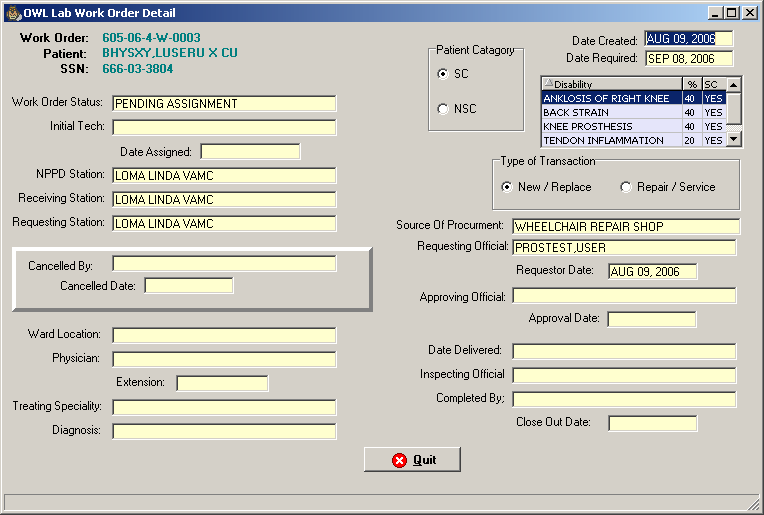 OWL Lab Work Order Detail
Work Order: 605-06-4-W-0003
Patient: BHYSXY,LUSERU X CU
SSN: 666-03-3804
Patient Catagory
SC
NSC
Date Created: AUG 09, 2006
Date Required: SEP 08, 2006
Disability % SC
ANKLOSIS OF RIGHT KNEE 40 YES
BACK STRAIN 40 YES
KNEE PROSTHESIS 40 YES
TENDON INFLAMMATION 20 YES
Work Order Status: PENDING ASSIGNMENT
Initial Tech:
Date Assigned:
NPPD Station: LOMA LINDA VAMC
Receiving Station: LOMA LINDA VAMC
Requesting Station: LOMA LINDA VAMC
Type of Transaction
New / Replace Repair / Service
Source Of Procurment: WHEELCHAIR REPAIR SHOP
Requesting Official: PROSTEST,USER
Requestor Date: AUG 09, 2006
Approving Official:
Approval Date:
Cancelled By:
Cancelled Date:
Ward Location:
Physician:
Extension:
Treating Speciality:
Diagnosis:
Date Delivered:
Inspecting Official
Completed By;
Close Out Date:
Quit